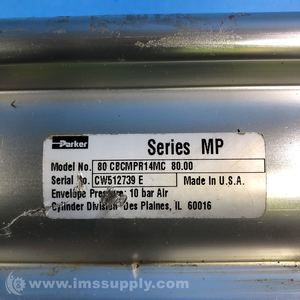 Parker
Series MP
Model No. 80 CBCMPR14MC 80.00
Serial No. CW512739 E Made In U.S.A.
Envelope Pressure: 10 bar Air
Cylinder Division Des Plaines, IL 60016
© www.imssupply.com